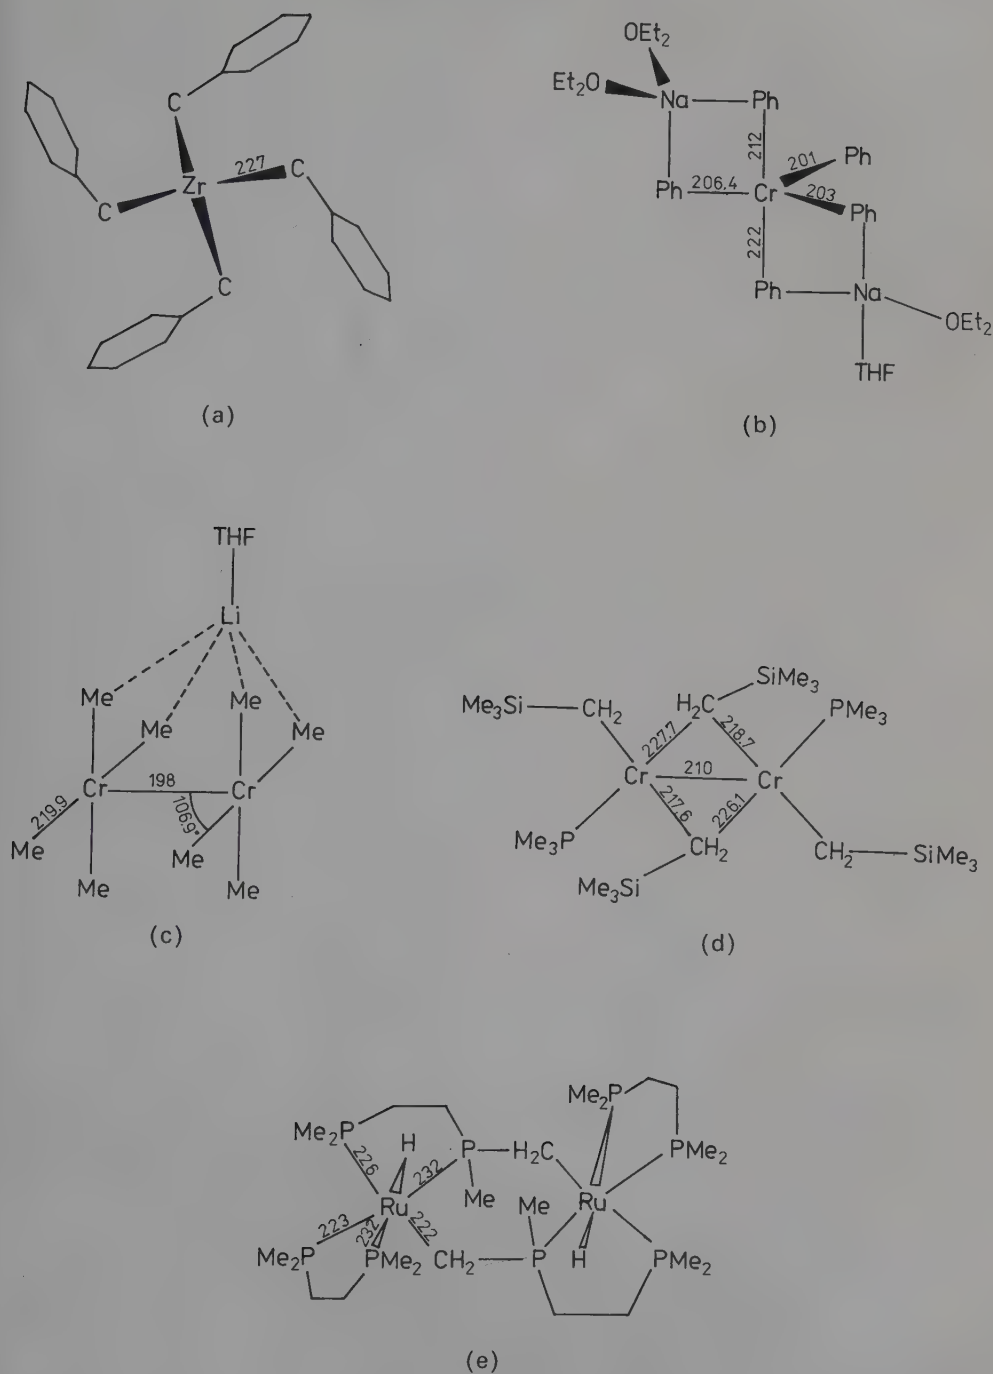 C
C
227
Zr
C
C
(a)
OEt₂
Et₂O
Na
Ph
212
201
Ph
Ph
206.4
Cr
203
Ph
222
Ph
Na
OEt₂
THF
(b)
THF
Li
Me
Me
Me
Me
Cr
198
Cr
219.9
106.9°
Me
Me
Me
Me
(c)
Me₃Si
CH₂
H₂C
SiMe₃
PMe₃
227.7
218.7
Cr
210
Cr
217.6
226.1
Me₃P
CH₂
CH₂
SiMe₃
Me₃Si
(d)
Me₂P
H
P
H₂C
Me₂P
PMe₂
226
232
Me
Ru
Me
Ru
223
232
222
Me₂P
PMe₂
CH₂
P
H
PMe₂
(e)